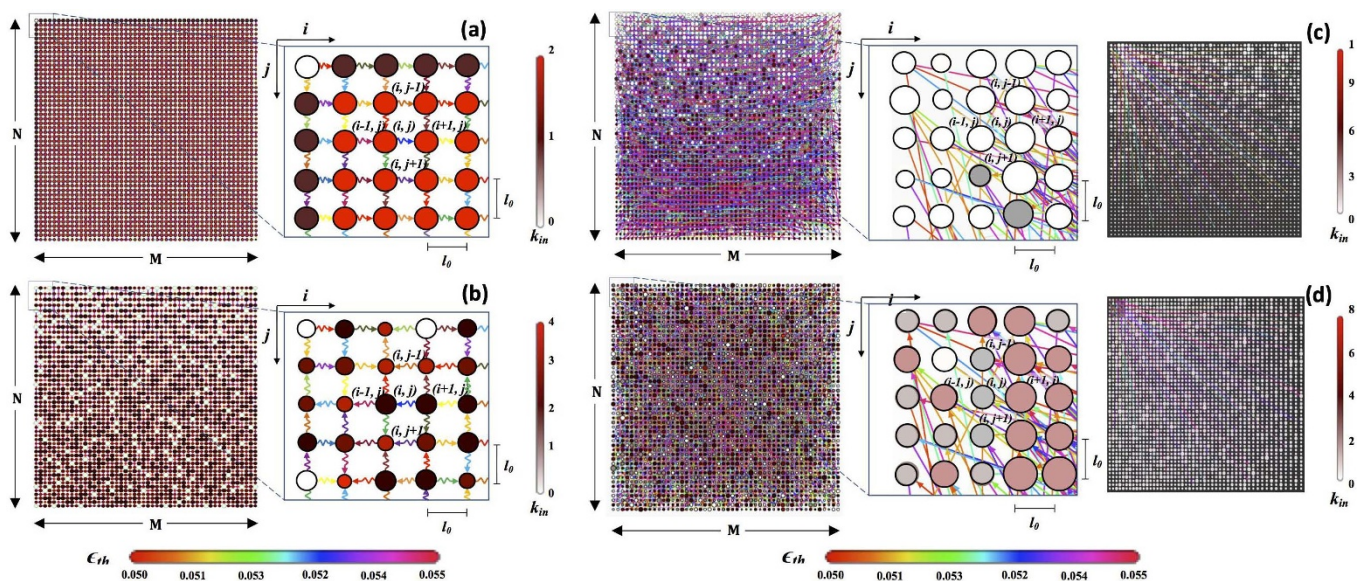 (a)
i
j
N
M
(i, j-1)
(i-1, j)
(i, j)
(i+1, j)
(i, j+1)
l0
l0
2
1
0
kin
(c)
i
j
N
M
(i, j-1)
(i-1, j)
(i, j)
(i+1, j)
(i, j+1)
l0
l0
1
9
6
3
0
kin
(b)
i
j
N
M
(i, j-1)
(i-1, j)
(i, j)
(i+1, j)
(i, j+1)
l0
l0
4
3
2
1
0
kin
(d)
i
j
N
M
(i, j-1)
(i-1, j)
(i, j)
(i+1, j)
(i, j+1)
l0
l0
8
6
4
2
0
kin
ϵth
0.050 0.051 0.053 0.052 0.054 0.055
ϵth
0.050 0.051 0.053 0.052 0.054 0.055